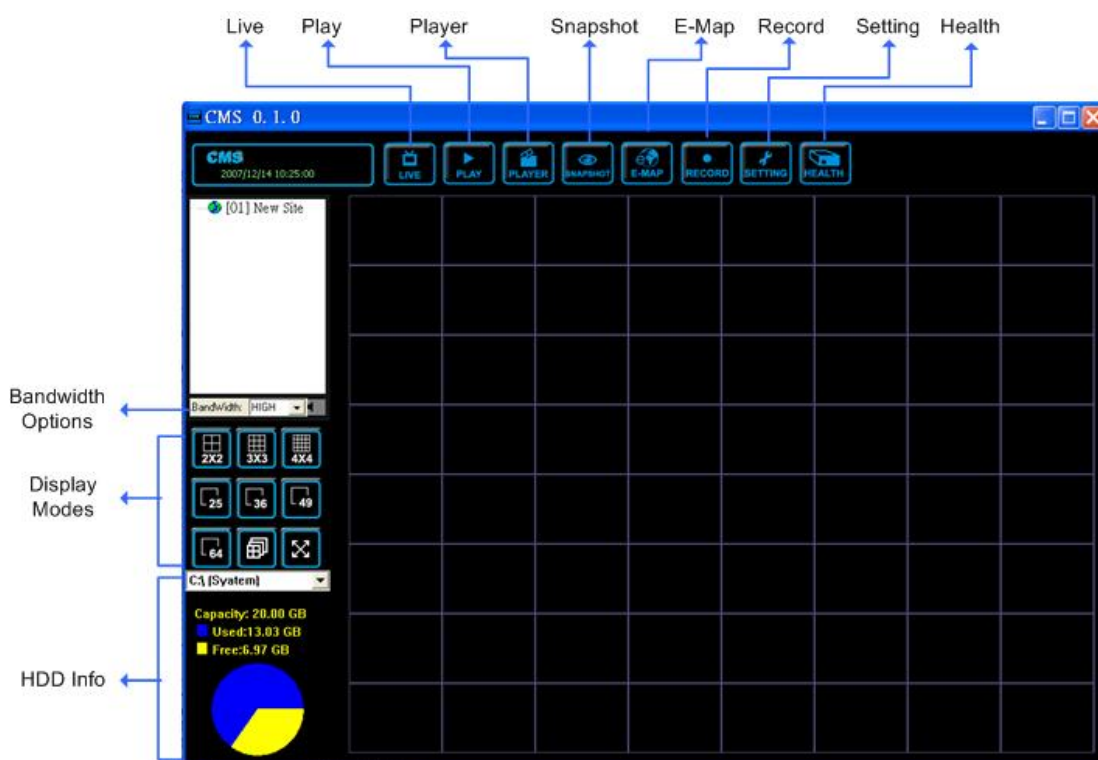 Live Play Player Snapshot E-Map Record Setting Health
CMS 0.1.0
CMS
2007/12/14 10:25:00
LIVE PLAY PLAYER SNAPSHOT E-MAP RECORD SETTING HEALTH
[01] New Site
Bandwidth
Options
BandWidth: HIGH
2X2 3X3 4X4
Display
Modes
25 36 49
64
C:\ (Syatem)
Capacity: 20.00 GB
Used:13.03 GB
Free:6.97 GB
HDD Info